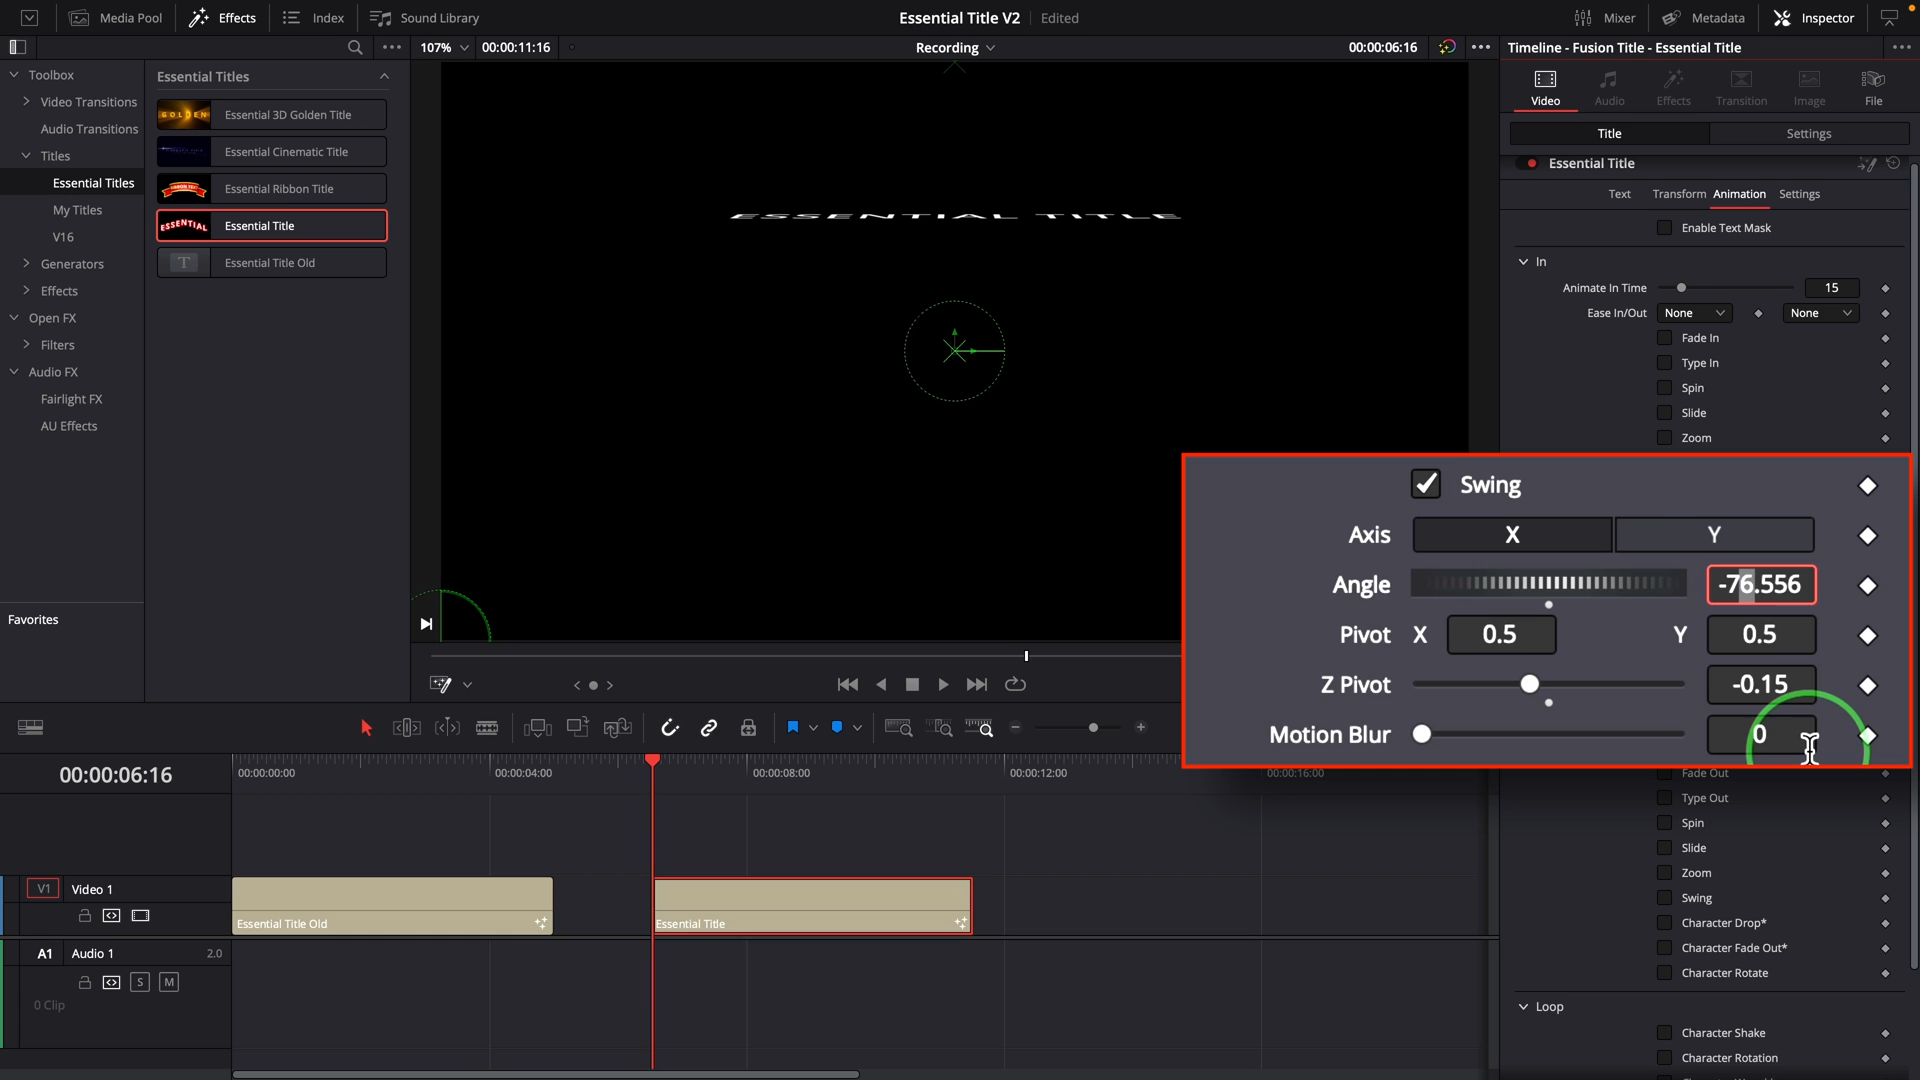 Media Pool
Effects
Index
Sound Library
Essential Title V2
Edited
Mixer
Metadata
Inspector
107%
00:00:11:16
Recording
00:00:06:16
Timeline - Fusion Title - Essential Title
Toolbox
Video Transitions
Audio Transitions
Titles
Essential Titles
My Titles
V16
Generators
Effects
Open FX
Filters
Audio FX
Fairlight FX
AU Effects
Favorites
Essential Titles
GOLDEN
Essential 3D Golden Title
Essential Cinematic Title
Essential Ribbon Title
ESSENTIAL
Essential Title
T
Essential Title Old
ESSENTIAL TITLE
Video
Audio
Effects
Transition
Image
File
Title
Settings
Essential Title
Text
Transform
Animation
Settings
Enable Text Mask
In
Animate In Time
15
Ease In/Out
None
None
Fade In
Type In
Spin
Slide
Zoom
Swing
Axis
X
Y
Angle
-76.556
Pivot
X
0.5
Y
0.5
Z Pivot
-0.15
Motion Blur
0
Fade Out
Type Out
Spin
Slide
Zoom
Swing
Character Drop*
Character Fade Out*
Character Rotate
Loop
Character Shake
Character Rotation
00:00:06:16
00:00:00:00
00:00:04:00
00:00:08:00
00:00:12:00
00:00:16:00
V1
Video 1
Essential Title Old
Essential Title
A1
Audio 1
2.0
S
M
0 Clip